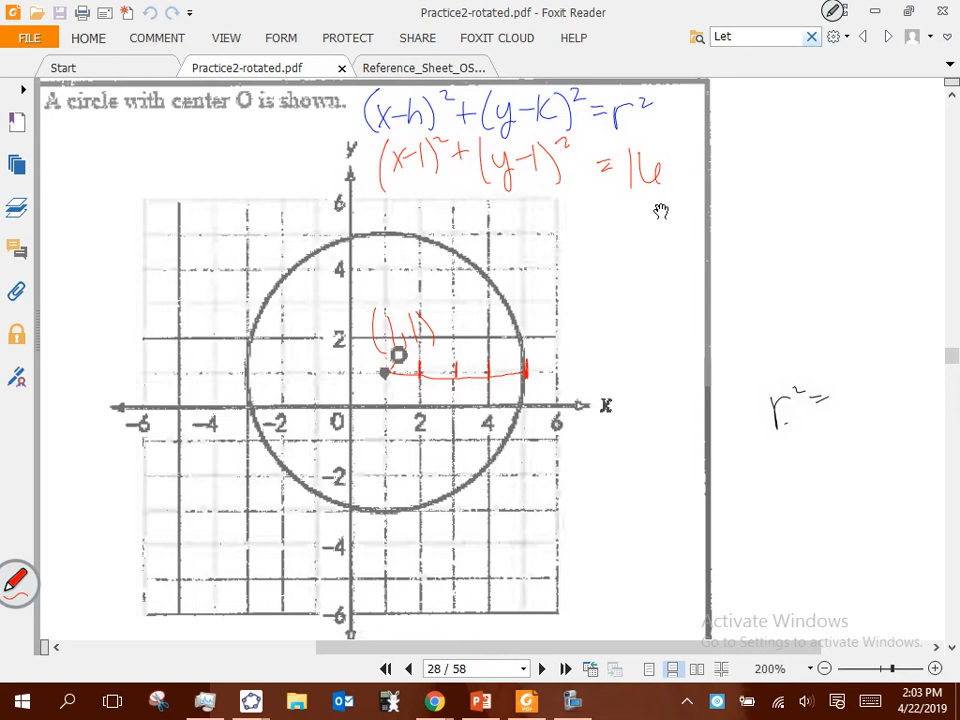 Practice2-rotated.pdf - Foxit Reader
FILE HOME COMMENT VIEW FORM PROTECT SHARE FOXIT CLOUD HELP Let
Start Practice2-rotated.pdf Reference_Sheet_OS...
A circle with center O is shown.
(x-h)²+(y-k)²=r²
(x-1)²+(y-1)² = 16
y
6
4
(1,1)
2
O
r²=
x
-6 -2 0 2 4 6
-2
-4
-6
Activate Windows
Go to Settings to activate Windows.
28 / 58 200%
2:03 PM
4/22/2019